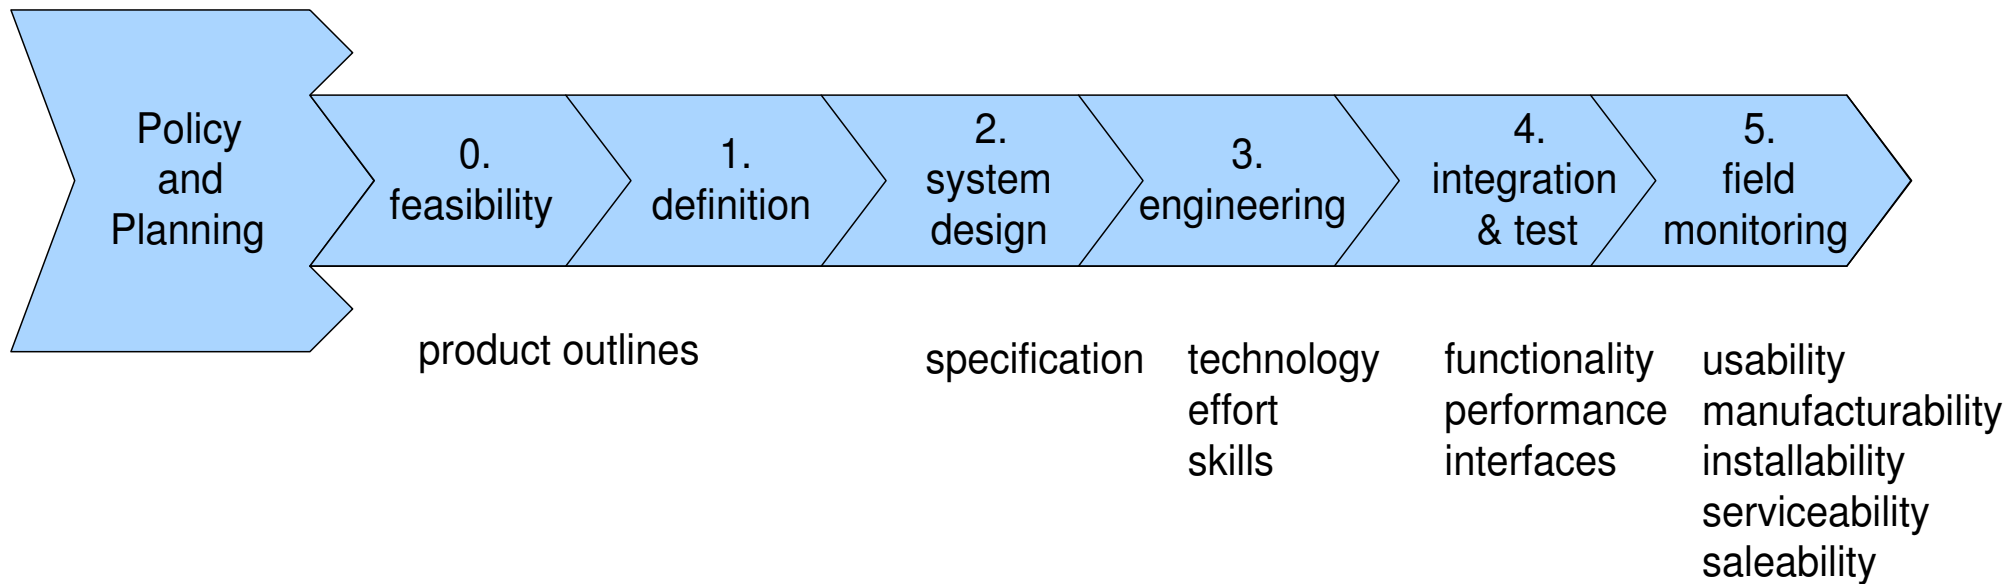 Policy
and
Planning
0.
feasibility
1.
definition
2.
system
design
3.
engineering
4.
integration
& test
5.
field
monitoring
product outlines
specification
technology
effort
skills
functionality
performance
interfaces
usability
manufacturability
installability
serviceability
saleability